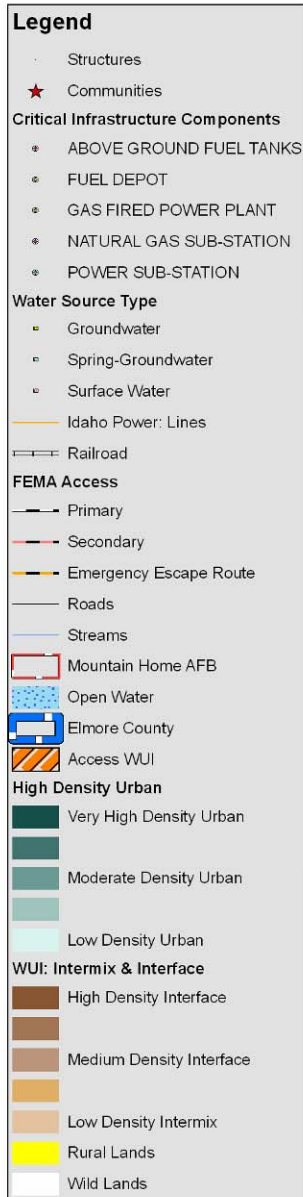 Legend
Structures
Communities
Critical Infrastructure Components
ABOVE GROUND FUEL TANKS
FUEL DEPOT
GAS FIRED POWER PLANT
NATURAL GAS SUB-STATION
POWER SUB-STATION
Water Source Type
Groundwater
Spring-Groundwater
Surface Water
Idaho Power: Lines
Railroad
FEMA Access
Primary
Secondary
Emergency Escape Route
Roads
Streams
Mountain Home AFB
Open Water
Elmore County
Access WUI
High Density Urban
Very High Density Urban
Moderate Density Urban
Low Density Urban
WUI: Intermix & Interface
High Density Interface
Medium Density Interface
Low Density Intermix
Rural Lands
Wild Lands